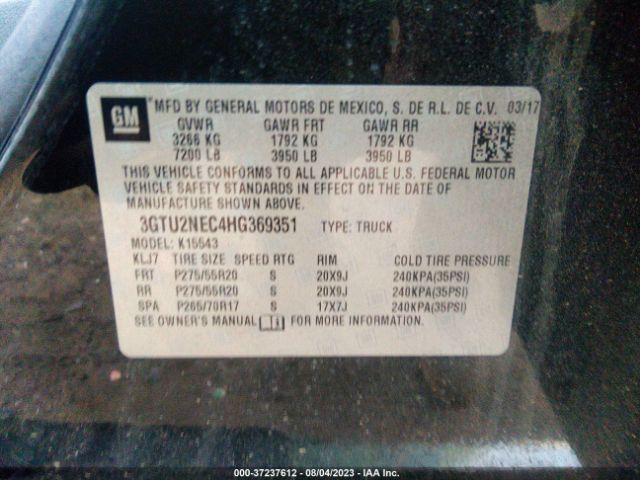 GM
MFD BY GENERAL MOTORS DE MEXICO, S. DE R.L. DE C.V. 03/17
GVWR GAWR FRT GAWR RR
3266 KG 1792 KG 1792 KG
7200 LB 3950 LB 3950 LB
THIS VEHICLE CONFORMS TO ALL APPLICABLE U.S. FEDERAL MOTOR
VEHICLE SAFETY STANDARDS IN EFFECT ON THE DATE OF
MANUFACTURE SHOWN ABOVE.
3GTU2NEC4HG369351 TYPE: TRUCK
MODEL: K15543
KLJ7 TIRE SIZE SPEED RTG RIM COLD TIRE PRESSURE
FRT P275/55R20 S 20X9J 240KPA(35PSI)
RR P275/55R20 S 20X9J 240KPA(35PSI)
SPA P265/70R17 S 17X7J 240KPA(35PSI)
SEE OWNER'S MANUAL FOR MORE INFORMATION.
000-37237612 - 08/04/2023 - IAA Inc.